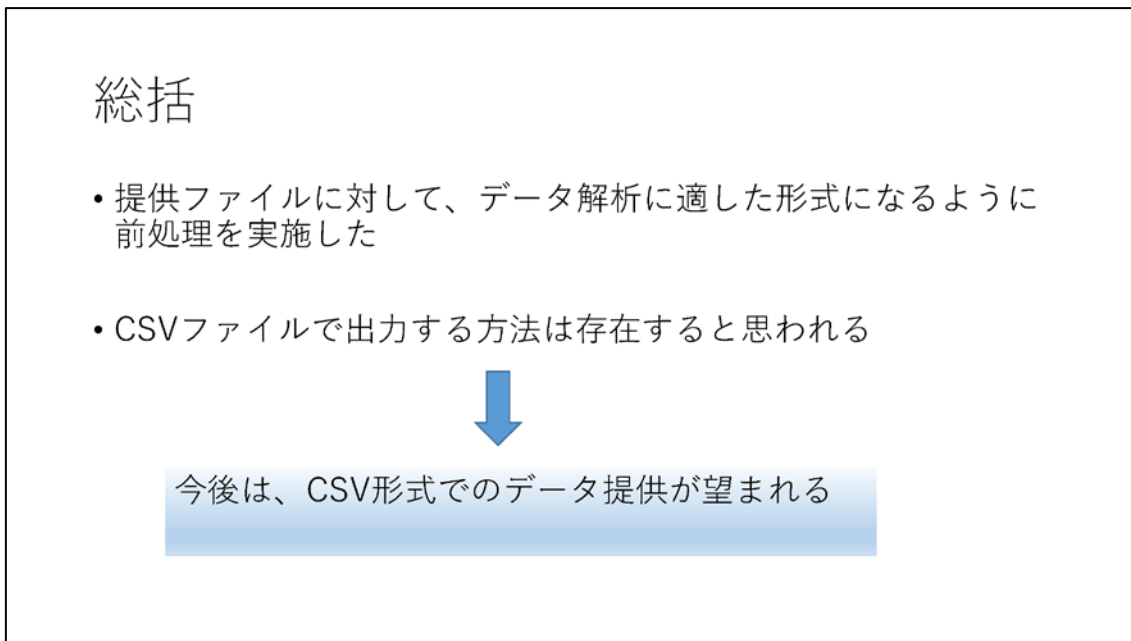 総括
• 提供ファイルに対して、データ解析に適した形式になるように
前処理を実施した
• CSVファイルで出力する方法は存在すると思われる
今後は、CSV形式でのデータ提供が望まれる